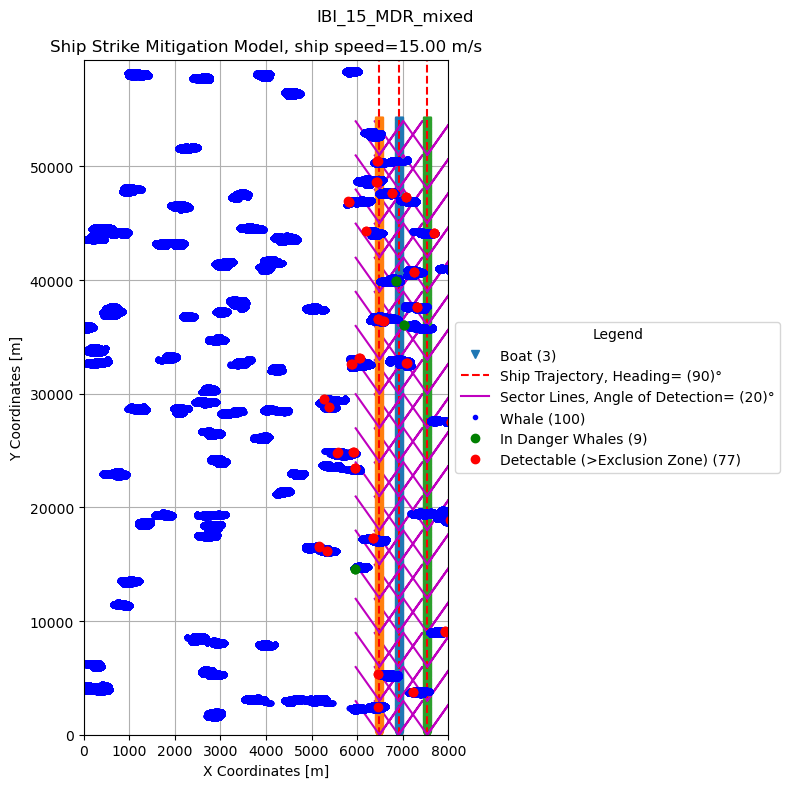 IBI_15_MDR_mixed
Ship Strike Mitigation Model, ship speed=15.00 m/s
Y Coordinates [m]
50000
40000
30000
20000
10000
0
0 1000 2000 3000 4000 5000 6000 7000 8000
X Coordinates [m]
Legend
Boat (3)
Ship Trajectory, Heading= (90)°
Sector Lines, Angle of Detection= (20)°
Whale (100)
In Danger Whales (9)
Detectable (>Exclusion Zone) (77)